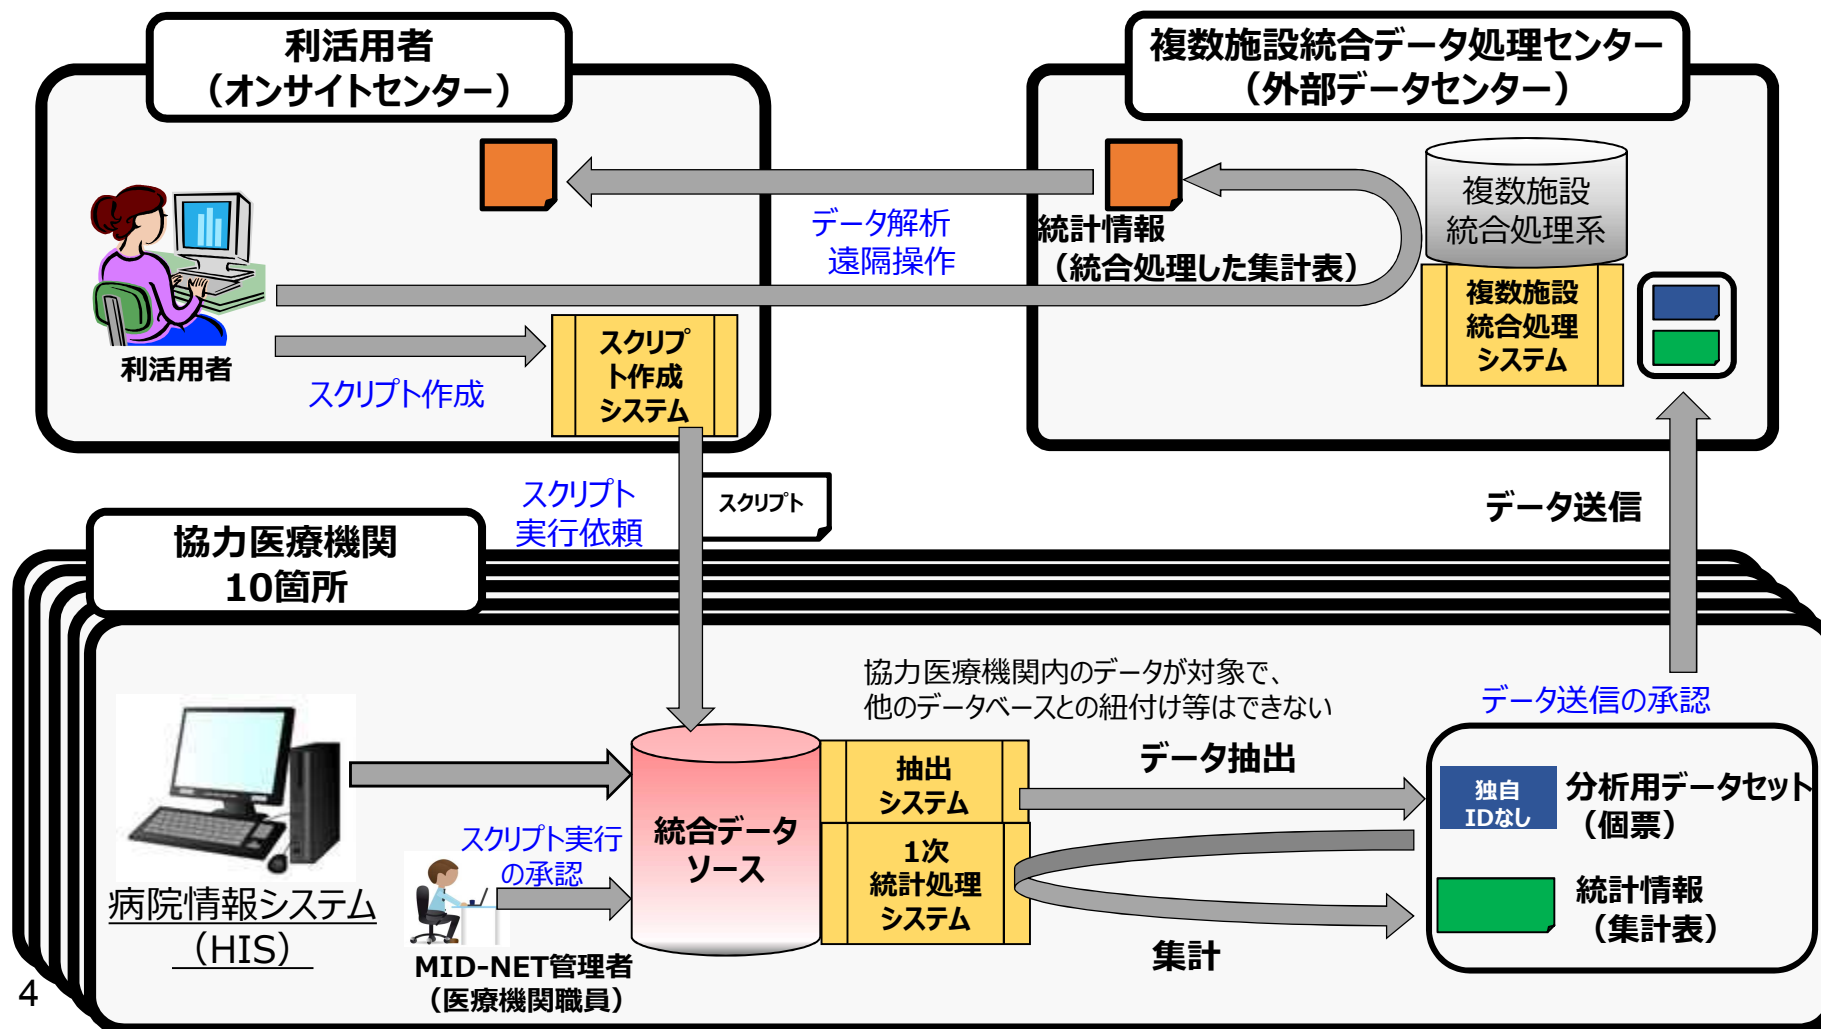 利活用者
（オンサイトセンター）
複数施設統合データ処理センター
（外部データセンター）
データ解析
遠隔操作
統計情報
（統合処理した集計表）
複数施設
統合処理系
複数施設
統合処理
システム
利活用者
スクリプト作成
スクリプ
ト作成
システム
スクリプト
実行依頼
スクリプト
データ送信
協力医療機関
10箇所
協力医療機関内のデータが対象で、
他のデータベースとの紐付け等はできない
データ送信の承認
病院情報システム
（HIS）
スクリプト実行
の承認
MID-NET管理者
（医療機関職員）
統合データ
ソース
抽出
システム
1次
統計処理
システム
データ抽出
集計
独自
IDなし
分析用データセット
（個票）
統計情報
（集計表）
4